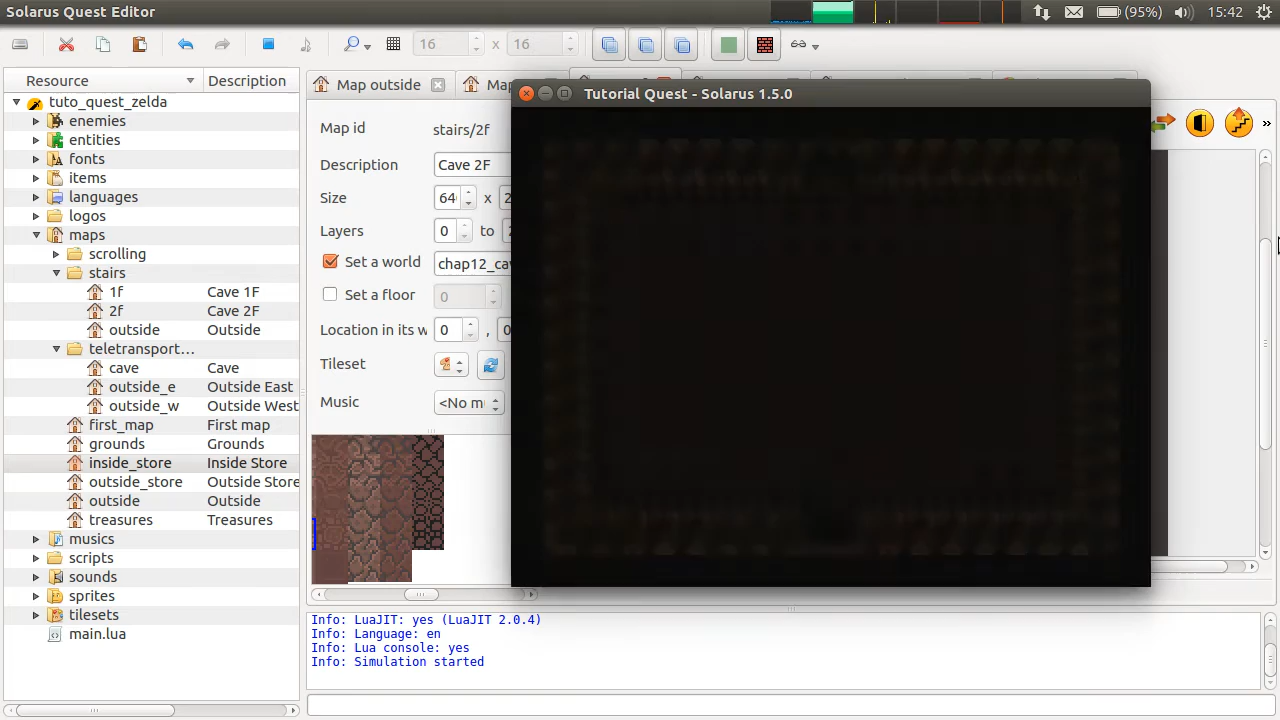 Solarus Quest Editor
(95%)
15:42
16 x 16
Resource
Description
tuto_quest_zelda
enemies
entities
fonts
items
languages
logos
maps
scrolling
stairs
1f Cave 1F
2f Cave 2F
outside Outside
teletransport...
cave Cave
outside_e Outside East
outside_w Outside West
first_map First map
grounds Grounds
inside_store Inside Store
outside_store Outside Store
outside Outside
treasures Treasures
musics
scripts
sounds
sprites
tilesets
main.lua
Map outside
Map
Map id stairs/2f
Description Cave 2F
Size 64 x 2
Layers 0 to
Set a world chap12_cav
Set a floor 0
Location in its w 0 , 0
Tileset
Music <No m
Tutorial Quest - Solarus 1.5.0
»
Info: LuaJIT: yes (LuaJIT 2.0.4)
Info: Language: en
Info: Lua console: yes
Info: Simulation started